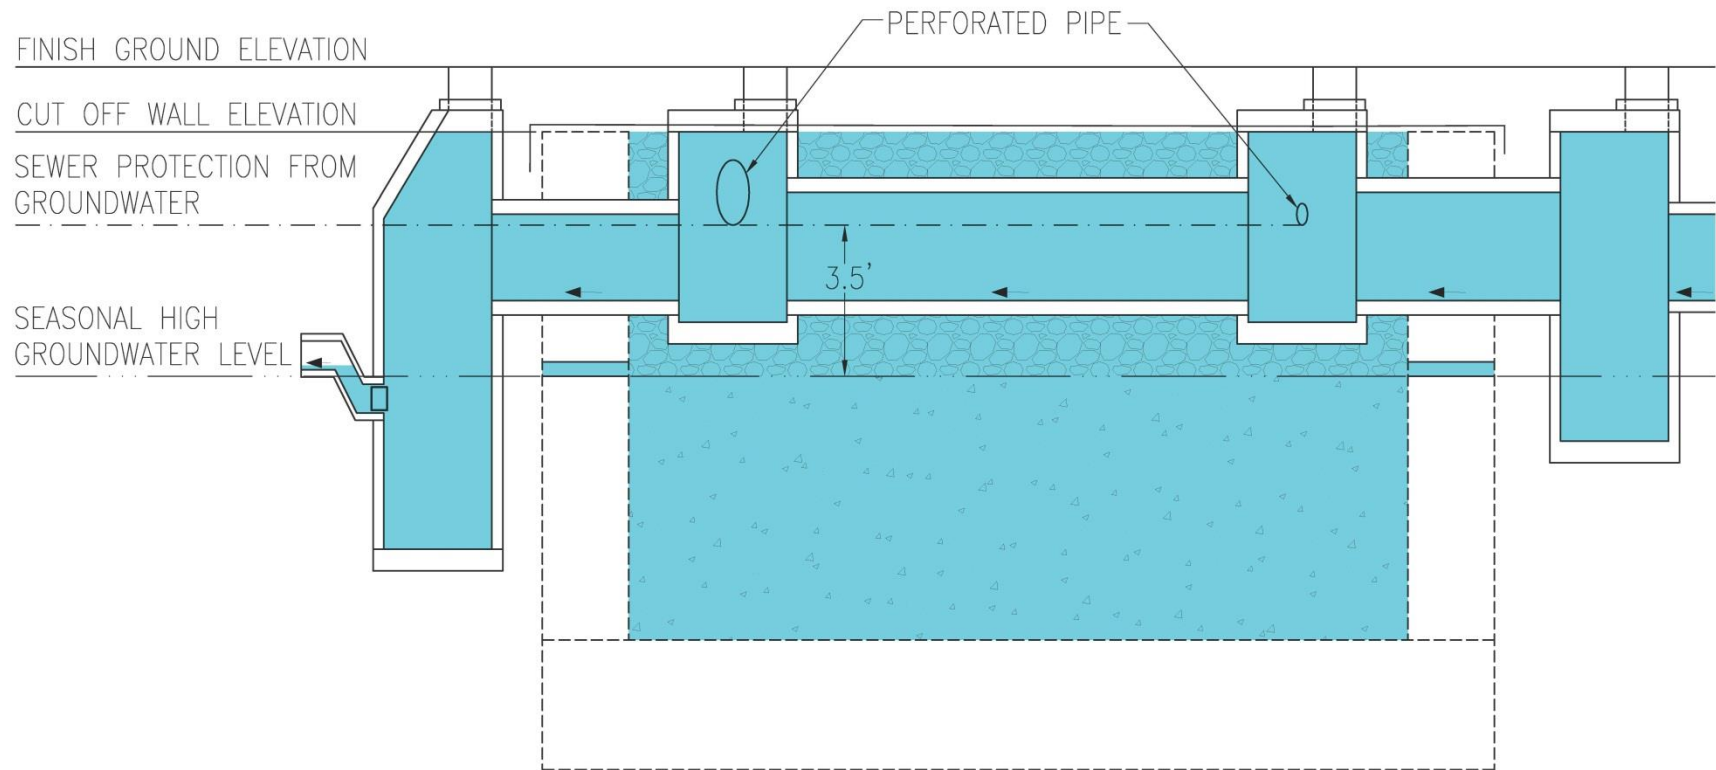 PERFORATED PIPE
FINISH GROUND ELEVATION
CUT OFF WALL ELEVATION
SEWER PROTECTION FROM
GROUNDWATER
3.5'
SEASONAL HIGH
GROUNDWATER LEVEL